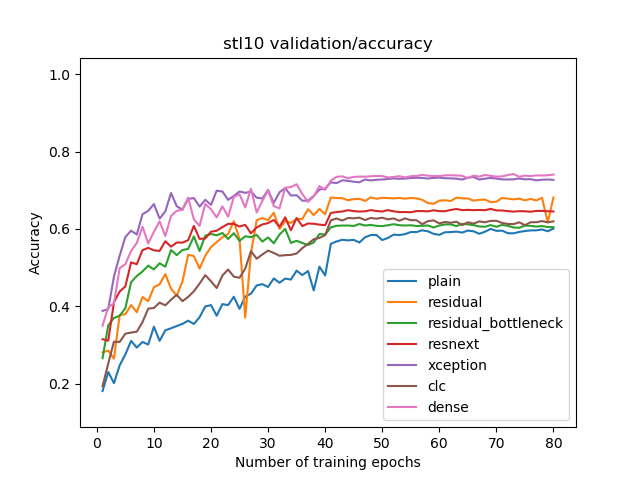 stl10 validation/accuracy
Accuracy
1.0
0.8
0.6
0.4
0.2
0 10 20 30 40 50 60 70 80
Number of training epochs
plain
residual
residual_bottleneck
resnext
xception
clc
dense